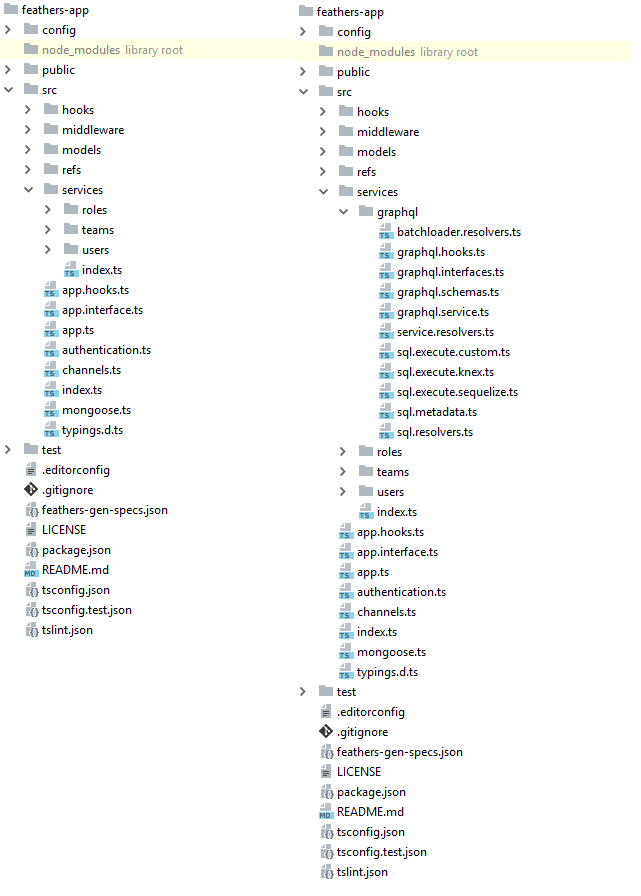 feathers-app
config
node_modules library root
public
src
hooks
middleware
models
refs
services
roles
teams
users
TS index.ts
TS app.hooks.ts
TS app.interface.ts
TS app.ts
TS authentication.ts
TS channels.ts
TS index.ts
TS mongoose.ts
TS typings.d.ts
test
.editorconfig
.gitignore
feathers-gen-specs.json
LICENSE
package.json
MD README.md
tsconfig.json
tsconfig.test.json
tslint.json
feathers-app
config
node_modules library root
public
src
hooks
middleware
models
refs
services
graphql
TS batchloader.resolvers.ts
TS graphql.hooks.ts
TS graphql.interfaces.ts
TS graphql.schemas.ts
TS graphql.service.ts
TS service.resolvers.ts
TS sql.execute.custom.ts
TS sql.execute.knex.ts
TS sql.execute.sequelize.ts
TS sql.metadata.ts
TS sql.resolvers.ts
roles
teams
users
TS index.ts
TS app.hooks.ts
TS app.interface.ts
TS app.ts
TS authentication.ts
TS channels.ts
TS index.ts
TS mongoose.ts
TS typings.d.ts
test
.editorconfig
.gitignore
feathers-gen-specs.json
LICENSE
package.json
MD README.md
tsconfig.json
tsconfig.test.json
tslint.json